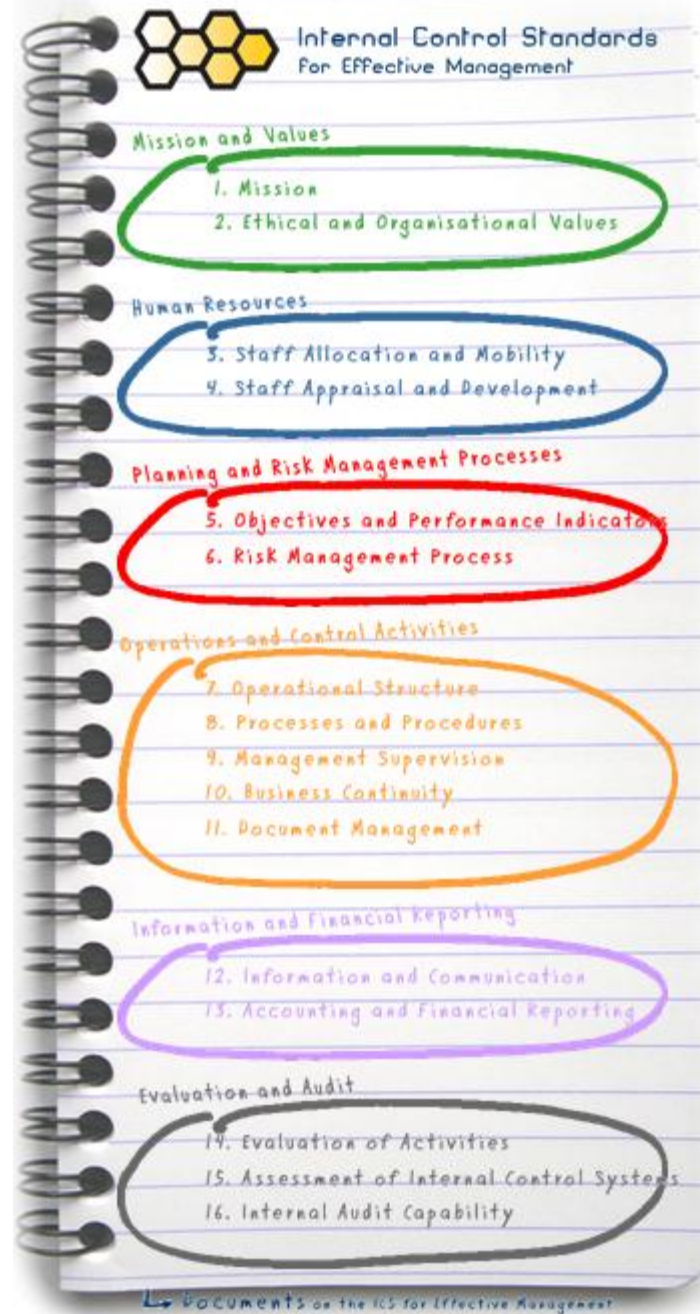 Internal Control Standards
for Effective Management
Mission and Values
1. Mission
2. Ethical and Organisational Values
Human Resources
3. Staff Allocation and Mobility
4. Staff Appraisal and Development
Planning and Risk Management Processes
5. Objectives and Performance Indicators
6. Risk Management Process
Operations and Control Activities
7. Operational Structure
8. Processes and Procedures
9. Management Supervision
10. Business Continuity
11. Document Management
Information and Financial Reporting
12. Information and Communication
13. Accounting and Financial Reporting
Evaluation and Audit
14. Evaluation of Activities
15. Assessment of Internal Control Systems
16. Internal Audit Capability
Documents on the ICS for Effective Management